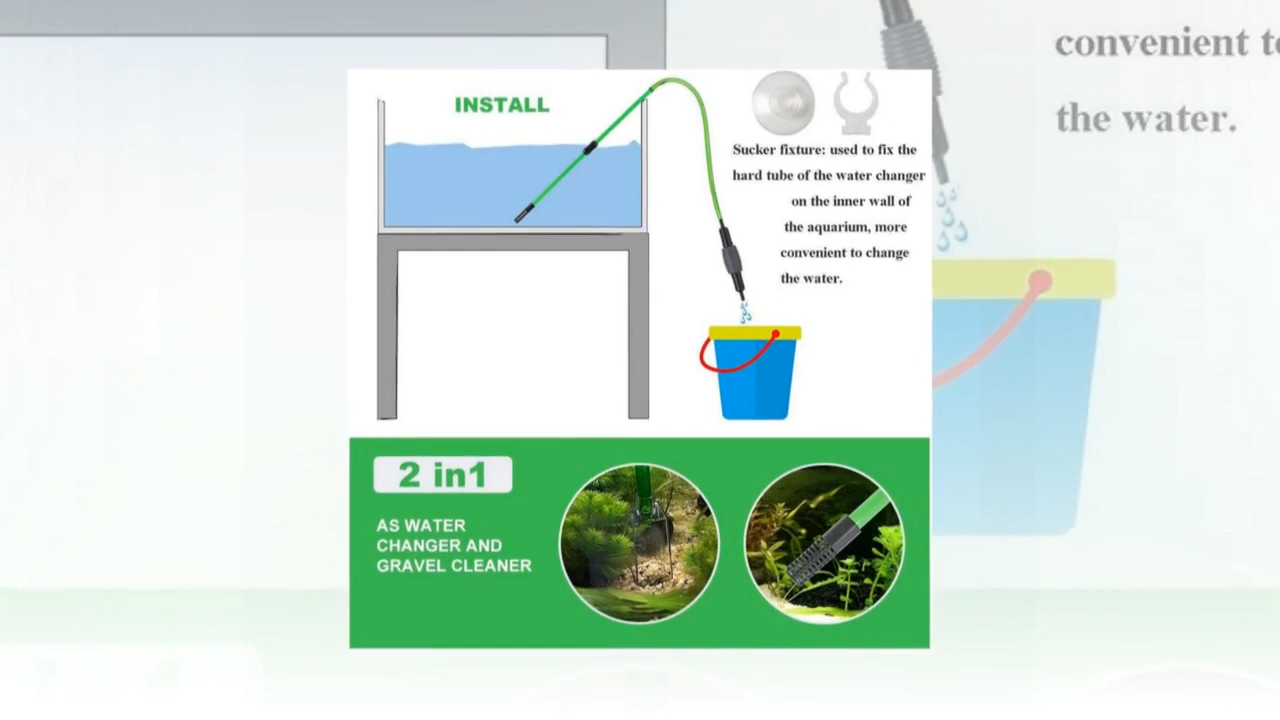 convenient t
the water.
INSTALL
Sucker fixture: used to fix the
hard tube of the water changer
on the inner wall of
the aquarium, more
convenient to change
the water.
2 in1
AS WATER
CHANGER AND
GRAVEL CLEANER